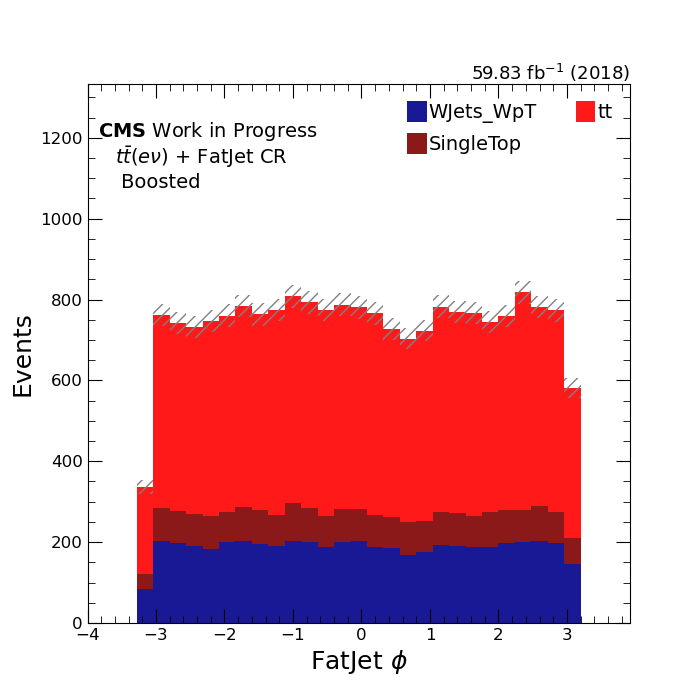 59.83 fb⁻¹ (2018)
CMS Work in Progress
tt̄(eν) + FatJet CR
Boosted
WJets_WpT
tt
SingleTop
Events
1200
1000
800
600
400
200
0
−4 −3 −2 −1 0 1 2 3
FatJet ϕ